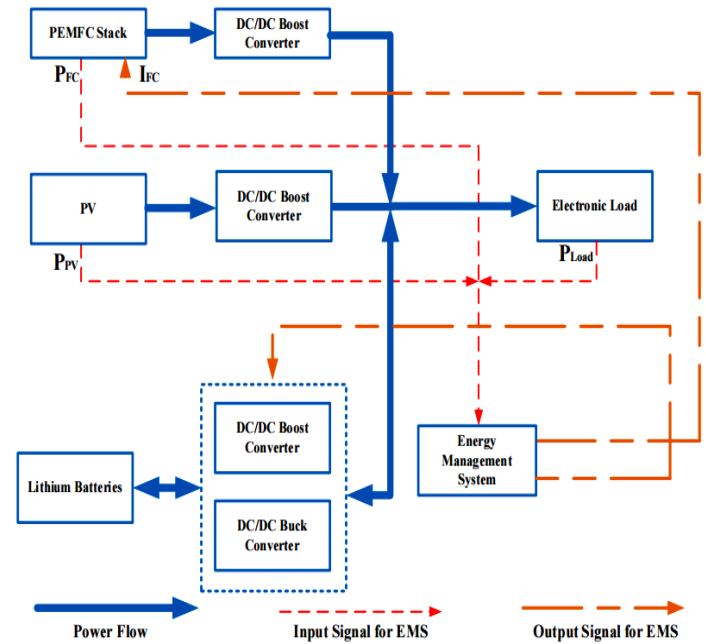 PEMFC Stack
DC/DC Boost
Converter
PFC
IFC
PV
DC/DC Boost
Converter
Electronic Load
PPV
PLoad
DC/DC Boost
Converter
Energy
Management
System
Lithium Batteries
DC/DC Buck
Converter
Power Flow
Input Signal for EMS
Output Signal for EMS